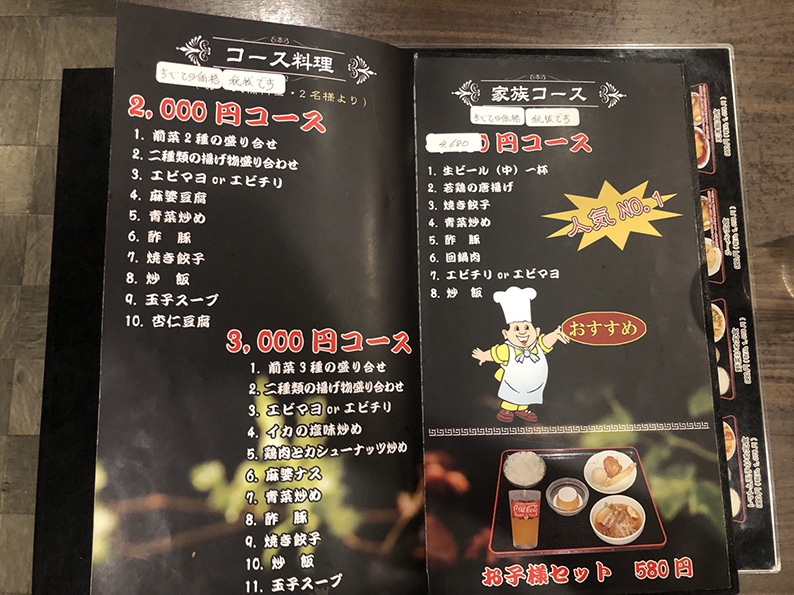 コース料理
すべての価格 税抜です
・2名様より)
2,000円コース
1. 前菜2種の盛り合せ
2. 二種類の揚げ物盛り合わせ
3. エビマヨ or エビチリ
4. 麻婆豆腐
5. 青菜炒め
6. 酢 豚
7. 焼き餃子
8. 炒 飯
9. 玉子スープ
10. 杏仁豆腐
3,000円コース
1. 前菜3種の盛り合せ
2. 二種類の揚げ物盛り合わせ
3. エビマヨ or エビチリ
4. イカの塩味炒め
5. 鶏肉とカシューナッツ炒め
6. 麻婆ナス
7. 青菜炒め
8. 酢 豚
9. 焼き餃子
10. 炒 飯
11. 玉子スープ
家族コース
すべての価格 税抜です
4,680 0円コース
1. 生ビール（中）一杯
2. 若鶏の唐揚げ
3. 焼き餃子
4. 青菜炒め
5. 酢 豚
6. 回鍋肉
7. エビチリ or エビマヨ
8. 炒 飯
人気 NO.1
おすすめ
Coca-Cola
お子様セット 580円